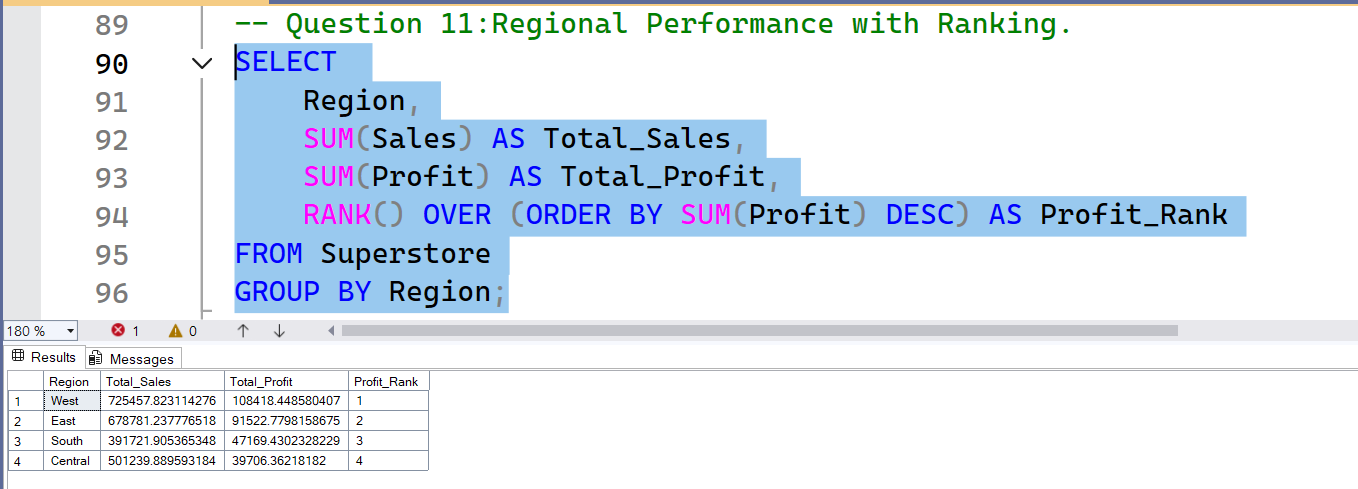 89 -- Question 11:Regional Performance with Ranking.
90 SELECT
91 Region,
92 SUM(Sales) AS Total_Sales,
93 SUM(Profit) AS Total_Profit,
94 RANK() OVER (ORDER BY SUM(Profit) DESC) AS Profit_Rank
95 FROM Superstore
96 GROUP BY Region;
180 % 1 0
Results Messages
Region Total_Sales Total_Profit Profit_Rank
1 West 725457.823114276 108418.448580407 1
2 East 678781.237776518 91522.7798158675 2
3 South 391721.905365348 47169.4302328229 3
4 Central 501239.889593184 39706.36218182 4